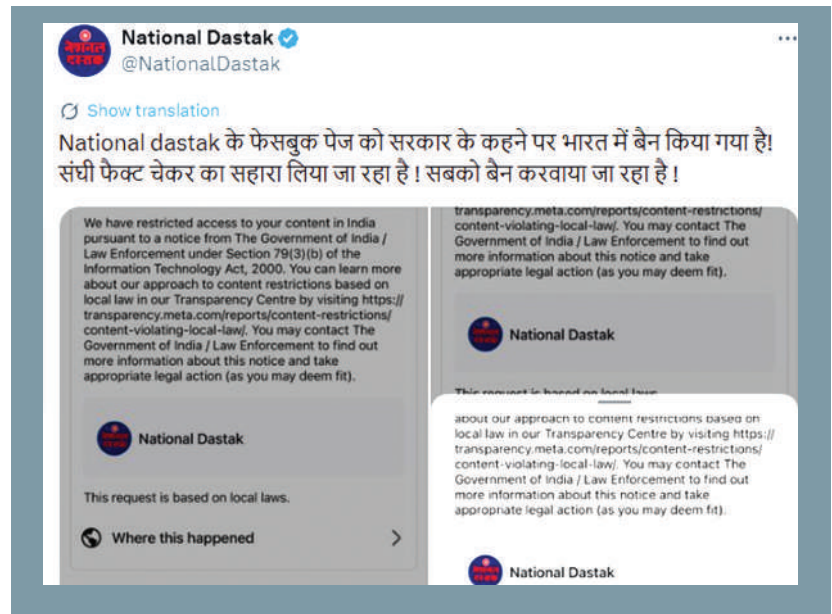 National Dastak
@NationalDastak
Show translation
National dastak के फेसबुक पेज को सरकार के कहने पर भारत में बैन किया गया है!
संघी फैक्ट चेकर का सहारा लिया जा रहा है ! सबको बैन करवाया जा रहा है !
We have restricted access to your content in India
pursuant to a notice from The Government of India /
Law Enforcement under Section 79(3)(b) of the
Information Technology Act, 2000. You can learn more
about our approach to content restrictions based on
local law in our Transparency Centre by visiting https://
transparency.meta.com/reports/content-restrictions/
content-violating-local-law/. You may contact The
Government of India / Law Enforcement to find out
more information about this notice and take
appropriate legal action (as you may deem fit).
नेशनल
दस्तक
National Dastak
This request is based on local laws.
Where this happened
transparency.meta.com/reports/content-restrictions/
content-violating-local-law/. You may contact The
Government of India / Law Enforcement to find out
more information about this notice and take
appropriate legal action (as you may deem fit).
National Dastak
This request is based on local laws.
about our approach to content restrictions based on
local law in our Transparency Centre by visiting https://
transparency.meta.com/reports/content-restrictions/
content-violating-local-law/. You may contact The
Government of India / Law Enforcement to find out
more information about this notice and take
appropriate legal action (as you may deem fit).
National Dastak